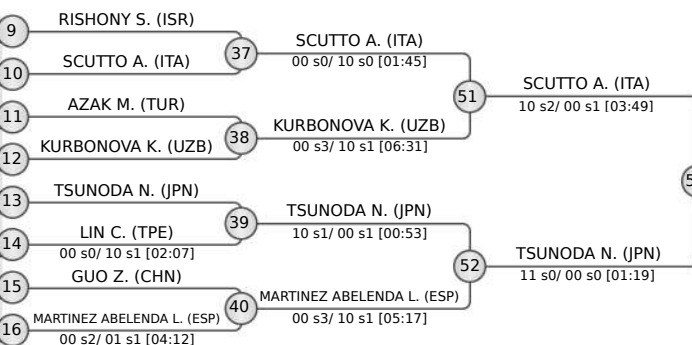 9
RISHONY S. (ISR)
10
SCUTTO A. (ITA)
37
SCUTTO A. (ITA)
00 s0/ 10 s0 [01:45]
11
AZAK M. (TUR)
12
KURBONOVA K. (UZB)
38
KURBONOVA K. (UZB)
00 s3/ 10 s1 [06:31]
51
SCUTTO A. (ITA)
10 s2/ 00 s1 [03:49]
13
TSUNODA N. (JPN)
14
LIN C. (TPE)
00 s0/ 10 s1 [02:07]
39
TSUNODA N. (JPN)
10 s1/ 00 s1 [00:53]
15
GUO Z. (CHN)
16
MARTINEZ ABELENDA L. (ESP)
00 s2/ 01 s1 [04:12]
40
MARTINEZ ABELENDA L. (ESP)
00 s3/ 10 s1 [05:17]
52
TSUNODA N. (JPN)
11 s0/ 00 s0 [01:19]